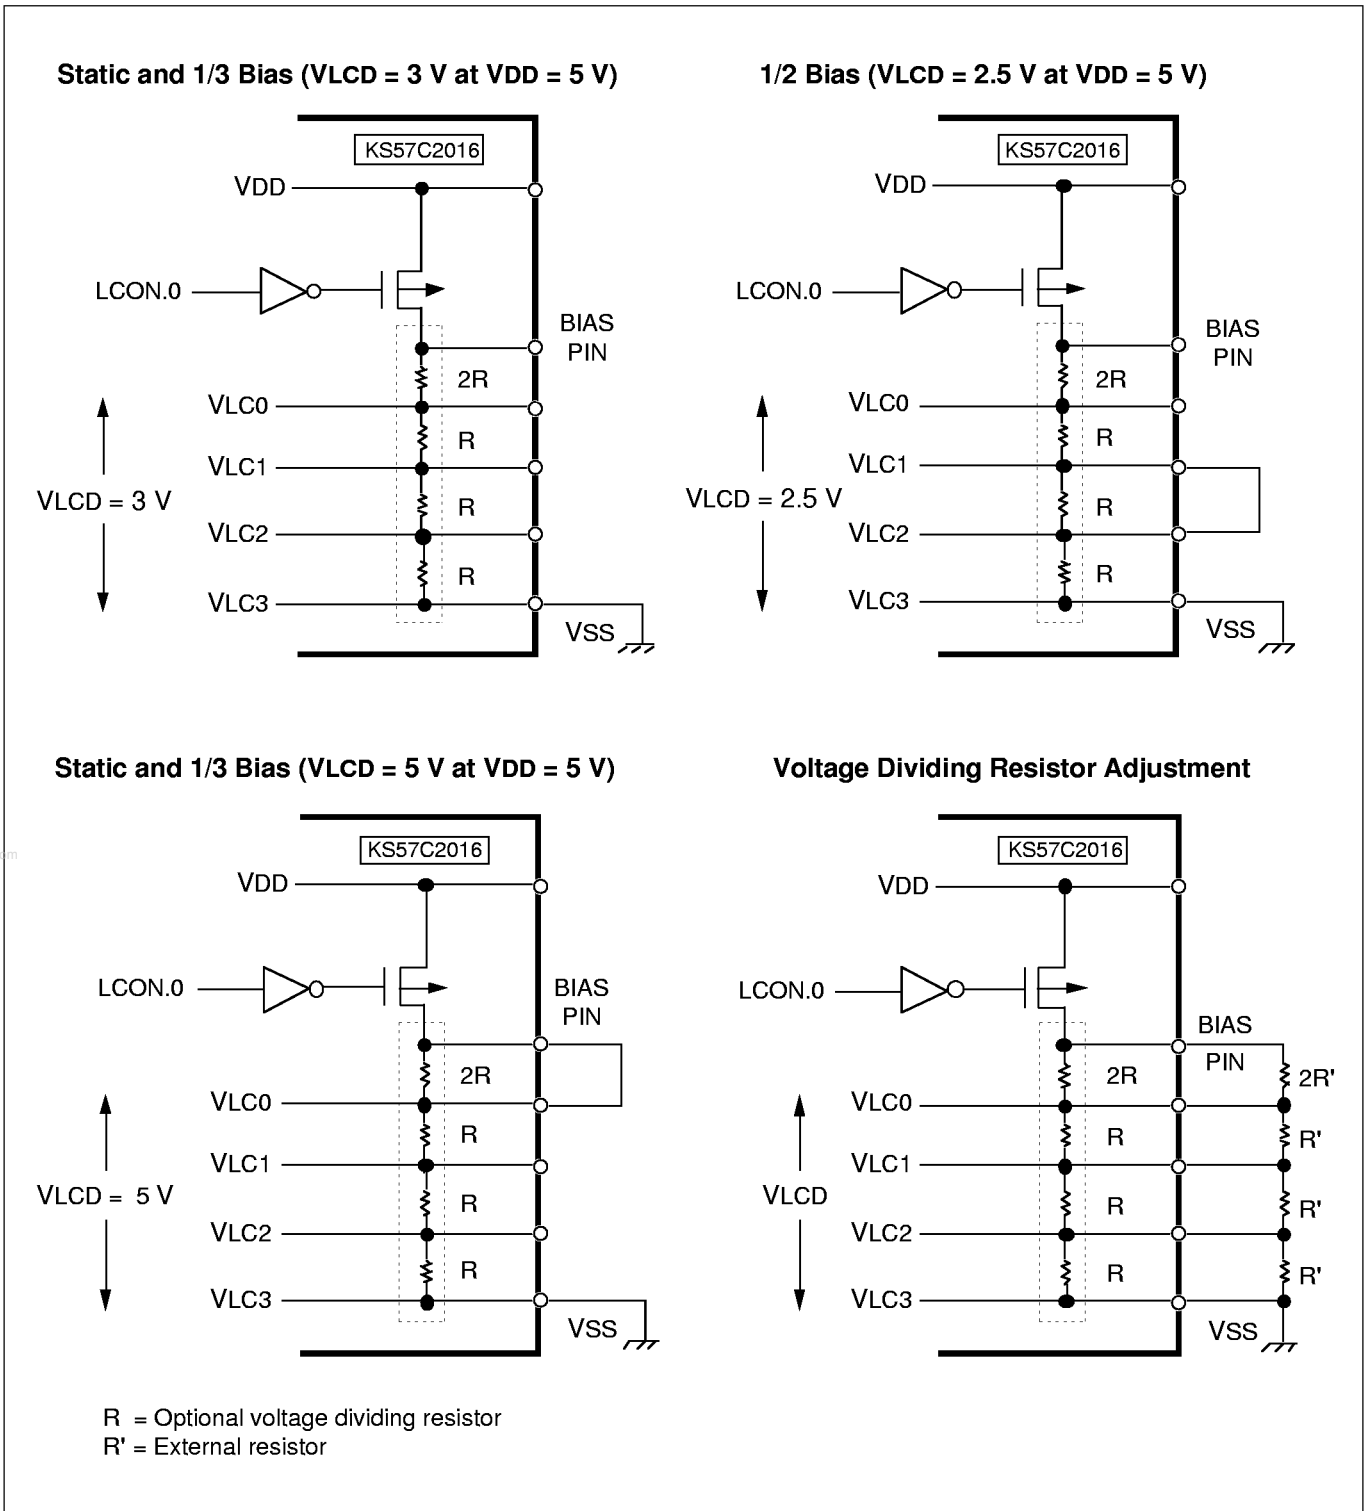 Static and 1/3 Bias (VLCD = 3 V at VDD = 5 V)
KS57C2016
VDD
LCON.0
BIAS
PIN
2R
VLC0
R
VLC1
VLCD = 3 V
R
VLC2
R
VLC3
VSS
1/2 Bias (VLCD = 2.5 V at VDD = 5 V)
KS57C2016
VDD
LCON.0
BIAS
PIN
2R
VLC0
R
VLC1
VLCD = 2.5 V
R
VLC2
R
VLC3
VSS
Static and 1/3 Bias (VLCD = 5 V at VDD = 5 V)
KS57C2016
VDD
LCON.0
BIAS
PIN
2R
VLC0
R
VLC1
VLCD = 5 V
R
VLC2
R
VLC3
VSS
Voltage Dividing Resistor Adjustment
KS57C2016
VDD
LCON.0
BIAS
PIN
2R
2R'
VLC0
R
R'
VLC1
VLCD
R
R'
VLC2
R
R'
VLC3
VSS
R = Optional voltage dividing resistor
R' = External resistor